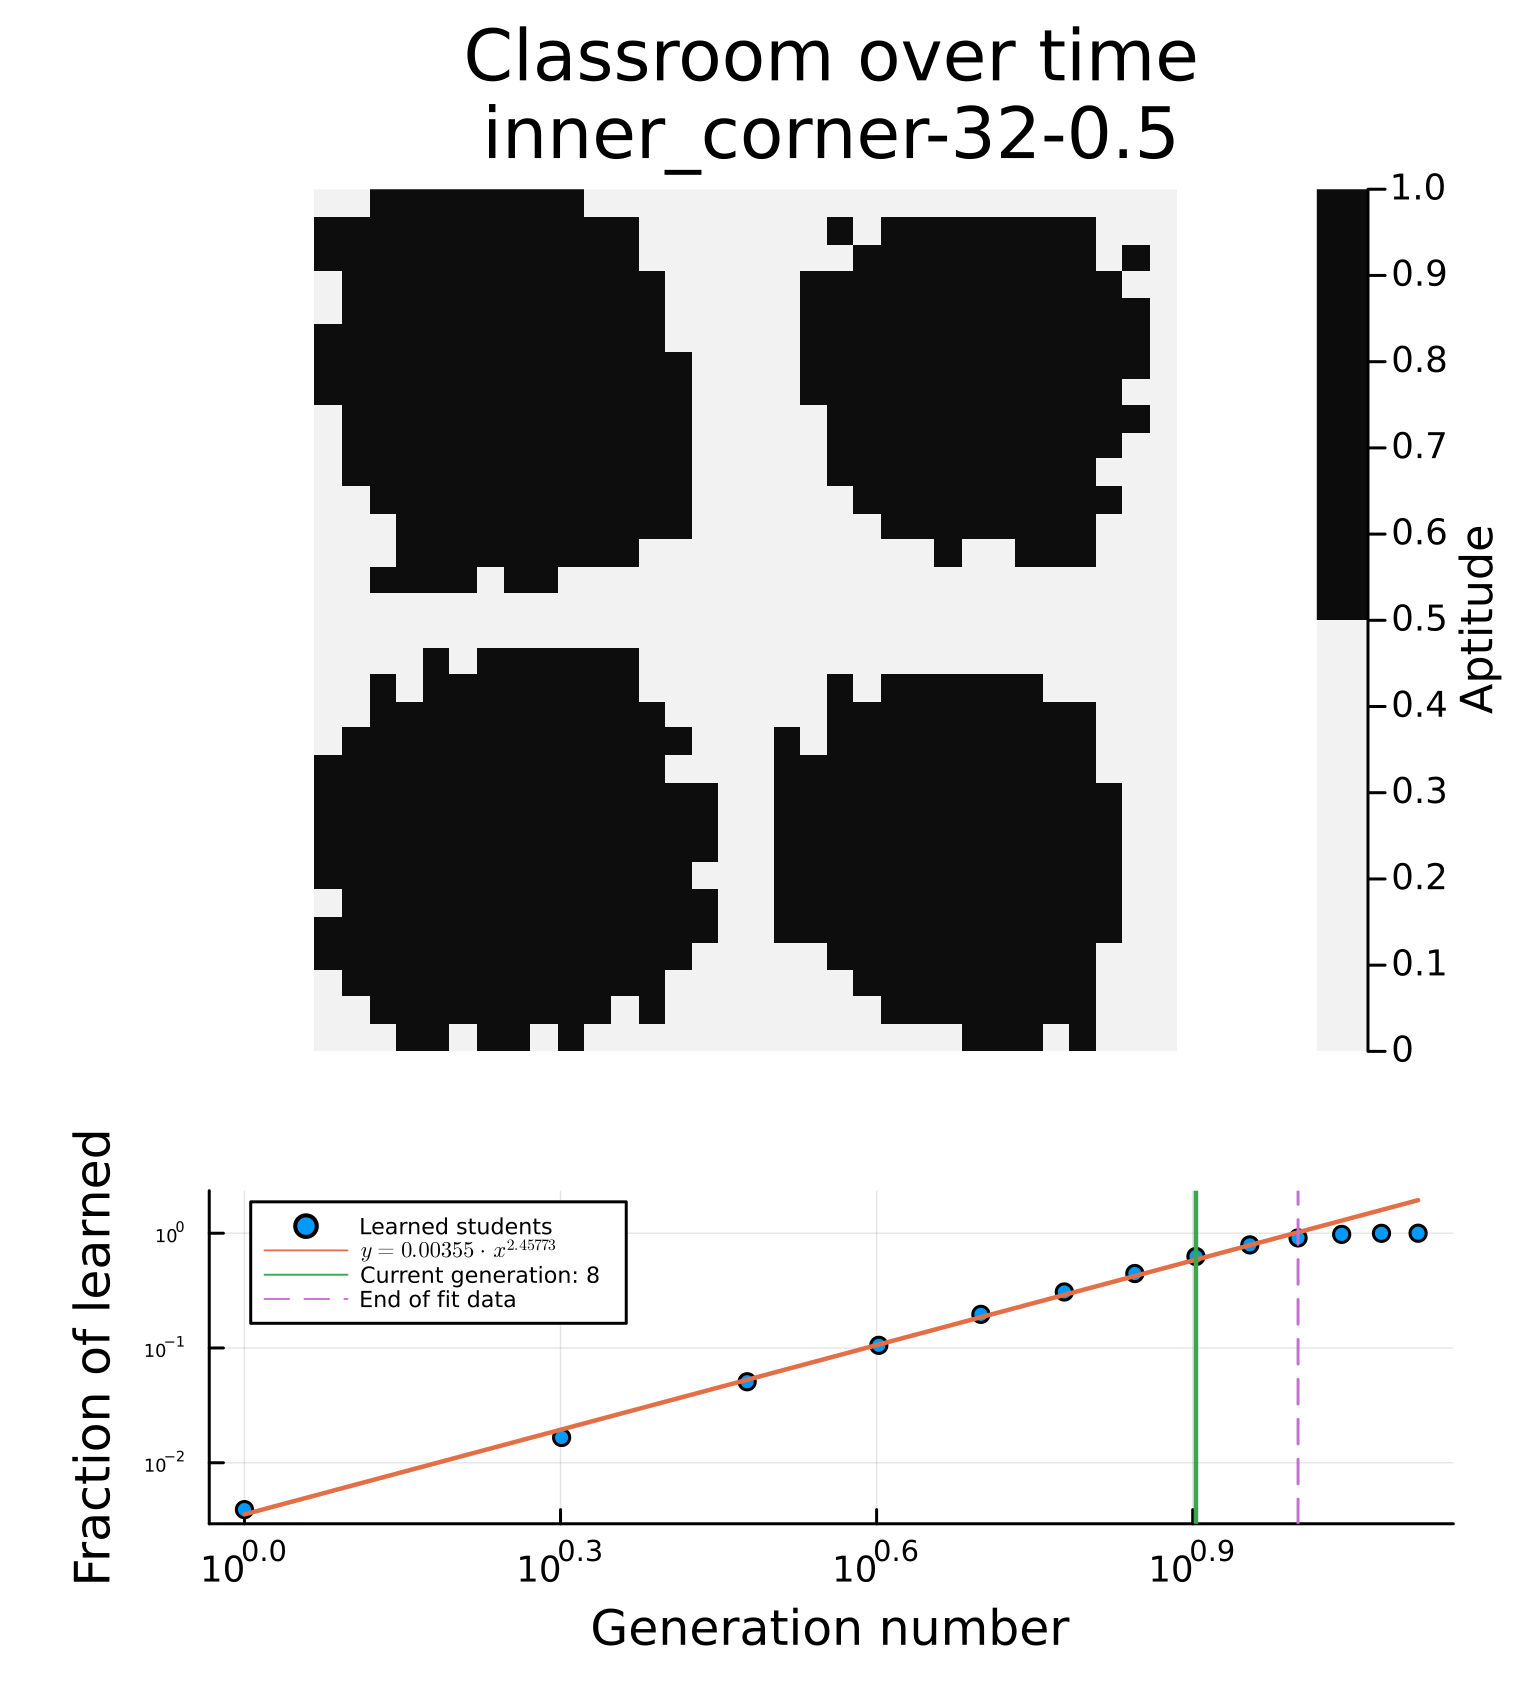 Classroom over time
inner_corner-32-0.5
1.0
0.9
0.8
0.7
0.6
0.5
0.4
0.3
0.2
0.1
0
Aptitude
Fraction of learned
10⁰
10⁻¹
10⁻²
Learned students
y = 0.00355 · x^2.45773
Current generation: 8
End of fit data
10^0.0
10^0.3
10^0.6
10^0.9
Generation number